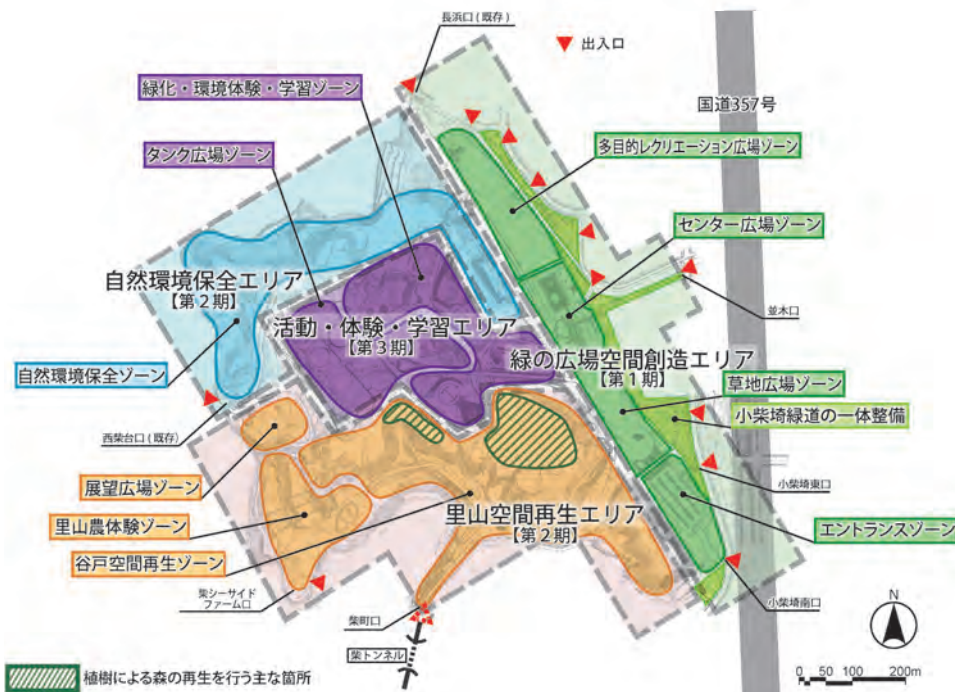 長浜口(既存)
出入口
国道357号
緑化・環境体験・学習ゾーン
多目的レクリエーション広場ゾーン
タンク広場ゾーン
センター広場ゾーン
自然環境保全エリア
【第2期】
並木口
活動・体験・学習エリア
【第3期】
緑の広場空間創造エリア
【第1期】
自然環境保全ゾーン
草地広場ゾーン
小柴埼緑道の一体整備
西柴台口(既存)
展望広場ゾーン
小柴埼東口
里山農体験ゾーン
里山空間再生エリア
【第2期】
エントランスゾーン
谷戸空間再生ゾーン
柴シーサイド
ファーム口
柴町口
小柴埼南口
N
柴トンネル
植樹による森の再生を行う主な箇所
0 50 100 200m